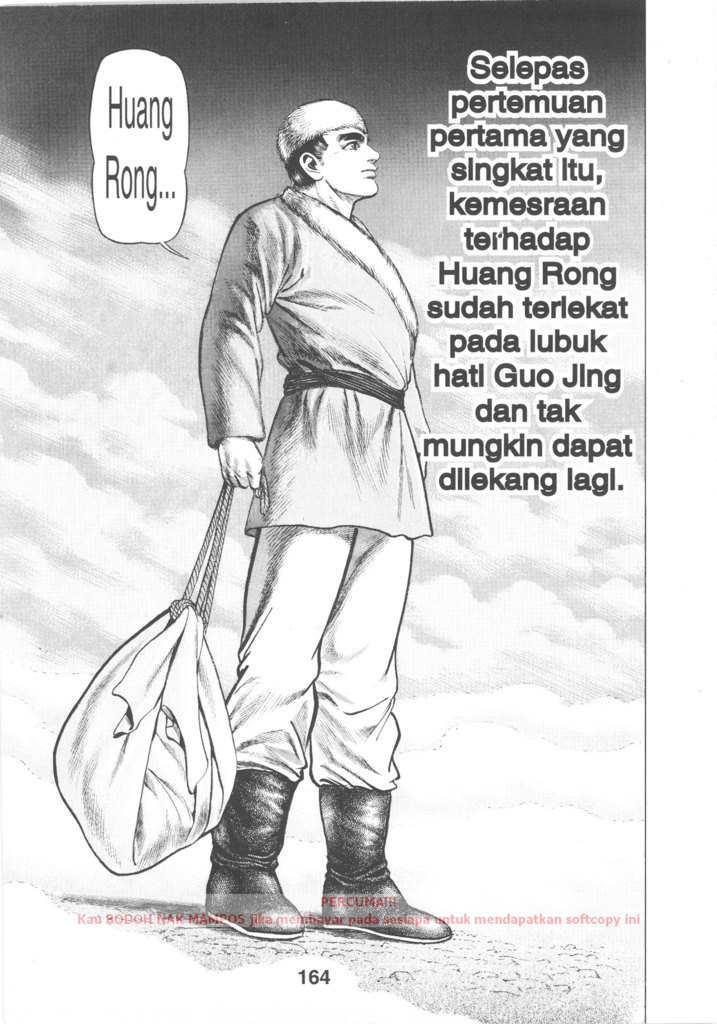 Huang
Rong...
Selepas
pertemuan
pertama yang
singkat itu,
kemesraan
terhadap
Huang Rong
sudah terlekat
pada lubuk
hati Guo Jing
dan tak
mungkin dapat
dilekang lagi.
PERCUMA!!!
Kau BODOH NAK MAMPOS jika membayar pada sesiapa untuk mendapatkan softcopy ini
164